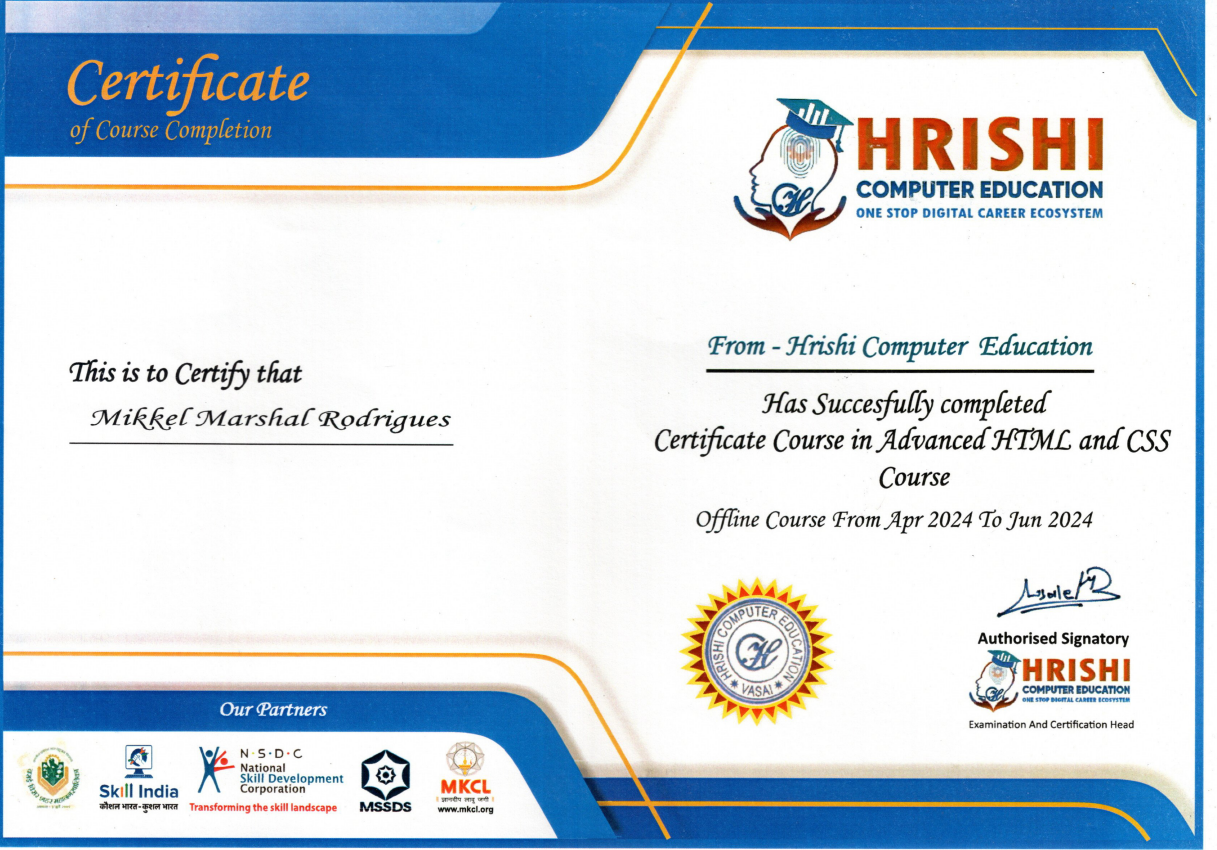 Certificate
of Course Completion
HRISHI
COMPUTER EDUCATION
ONE STOP DIGITAL CAREER ECOSYSTEM
This is to Certify that
Mikkel Marshal Rodrigues
From - Hrishi Computer Education
Has Succesfully completed
Certificate Course in Advanced HTML and CSS
Course
Offline Course From Apr 2024 To Jun 2024
HRISHI COMPUTER EDUCATION
* VASAI *
Authorised Signatory
HRISHI
COMPUTER EDUCATION
ONE STOP DIGITAL CAREER ECOSYSTEM
Examination And Certification Head
Our Partners
Skill India
कौशल भारत - कुशल भारत
N·S·D·C
National
Skill Development
Corporation
Transforming the skill landscape
MSSDS
MKCL
ज्ञानदीप लावू जगी
www.mkcl.org